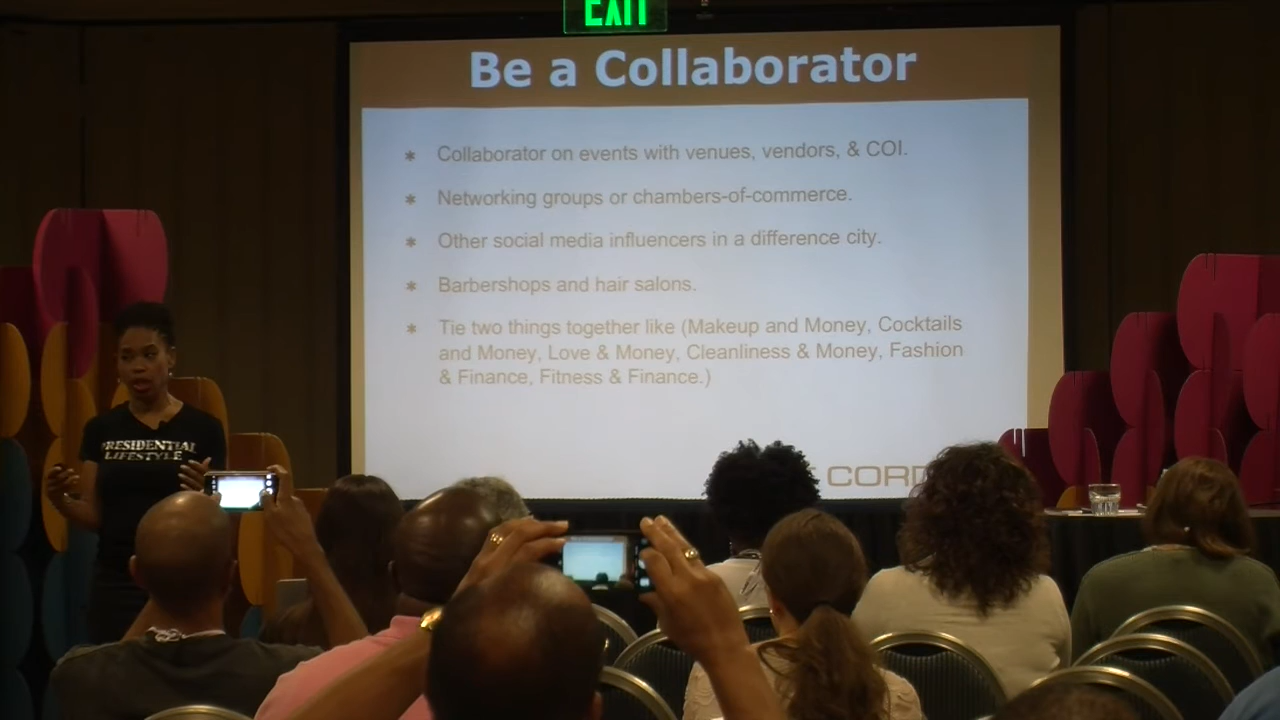 EXIT
Be a Collaborator
* Collaborator on events with venues, vendors, & COI.
* Networking groups or chambers-of-commerce.
* Other social media influencers in a difference city.
* Barbershops and hair salons.
* Tie two things together like (Makeup and Money, Cocktails
and Money, Love & Money, Cleanliness & Money, Fashion
& Finance, Fitness & Finance.)
PRESIDENTIAL
LIFESTYLE